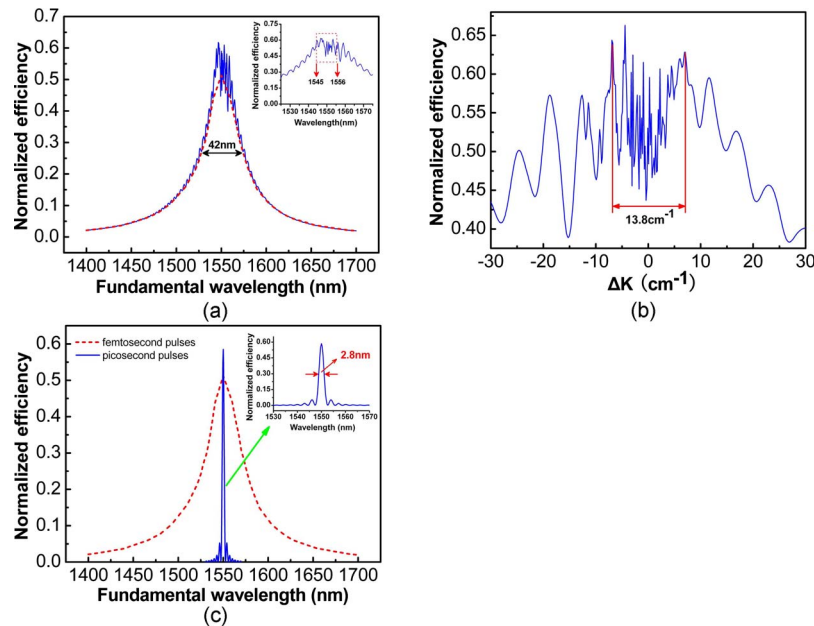 0.7
0.6
0.5
0.4
0.3
0.2
0.1
0.0
Normalized efficiency
1400 1450 1500 1550 1600 1650 1700
Fundamental wavelength (nm)
42nm
0.75
0.60
0.45
0.30
0.15
0.00
Normalized efficiency
1545 1556
1530 1540 1550 1560 1570
Wavelength(nm)
(a)
0.65
0.60
0.55
0.50
0.45
0.40
Normalized efficiency
13.8cm-1
-30 -20 -10 0 10 20 30
ΔK (cm-1)
(b)
0.6
0.5
0.4
0.3
0.2
0.1
0.0
Normalized efficiency
femtosecond pulses
picosecond pulses
0.60
0.45
0.30
0.15
0.00
Normalized efficiency
2.8nm
1530 1540 1550 1560 1570
Wavelength (nm)
1400 1450 1500 1550 1600 1650 1700
Fundamental wavelength (nm)
(c)